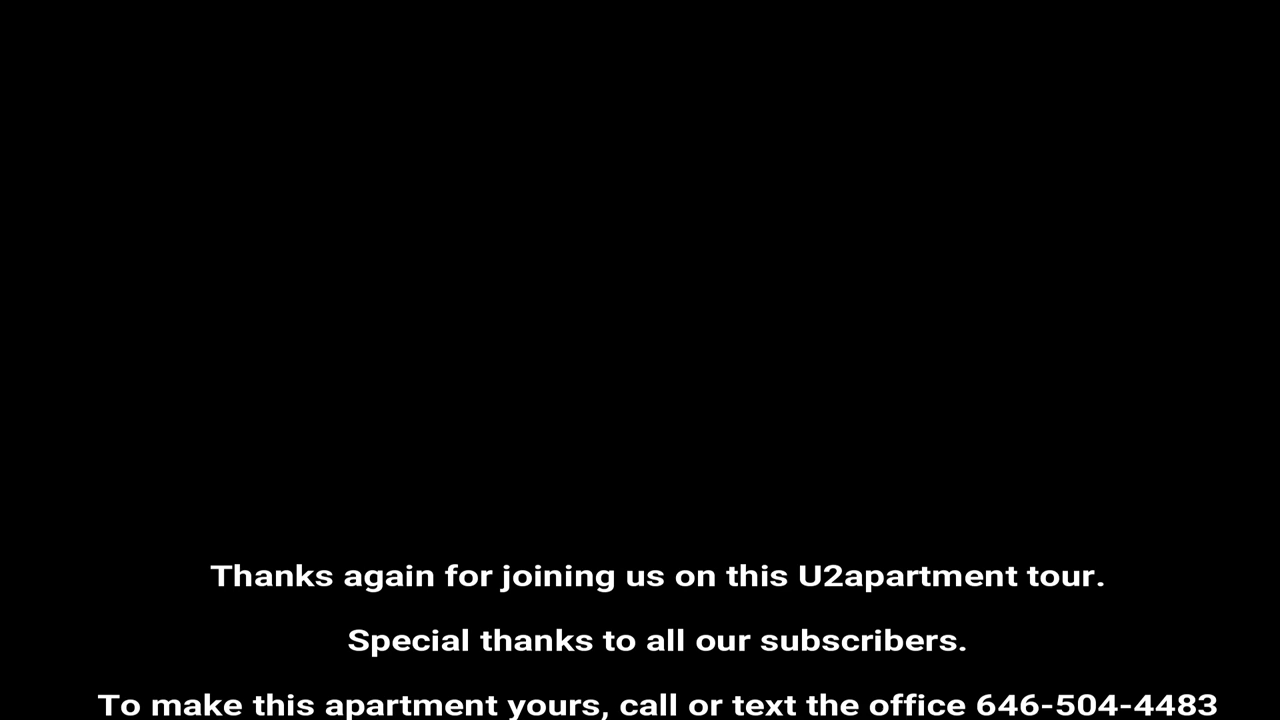 Thanks again for joining us on this U2apartment tour.
Special thanks to all our subscribers.
To make this apartment yours, call or text the office 646-504-4483